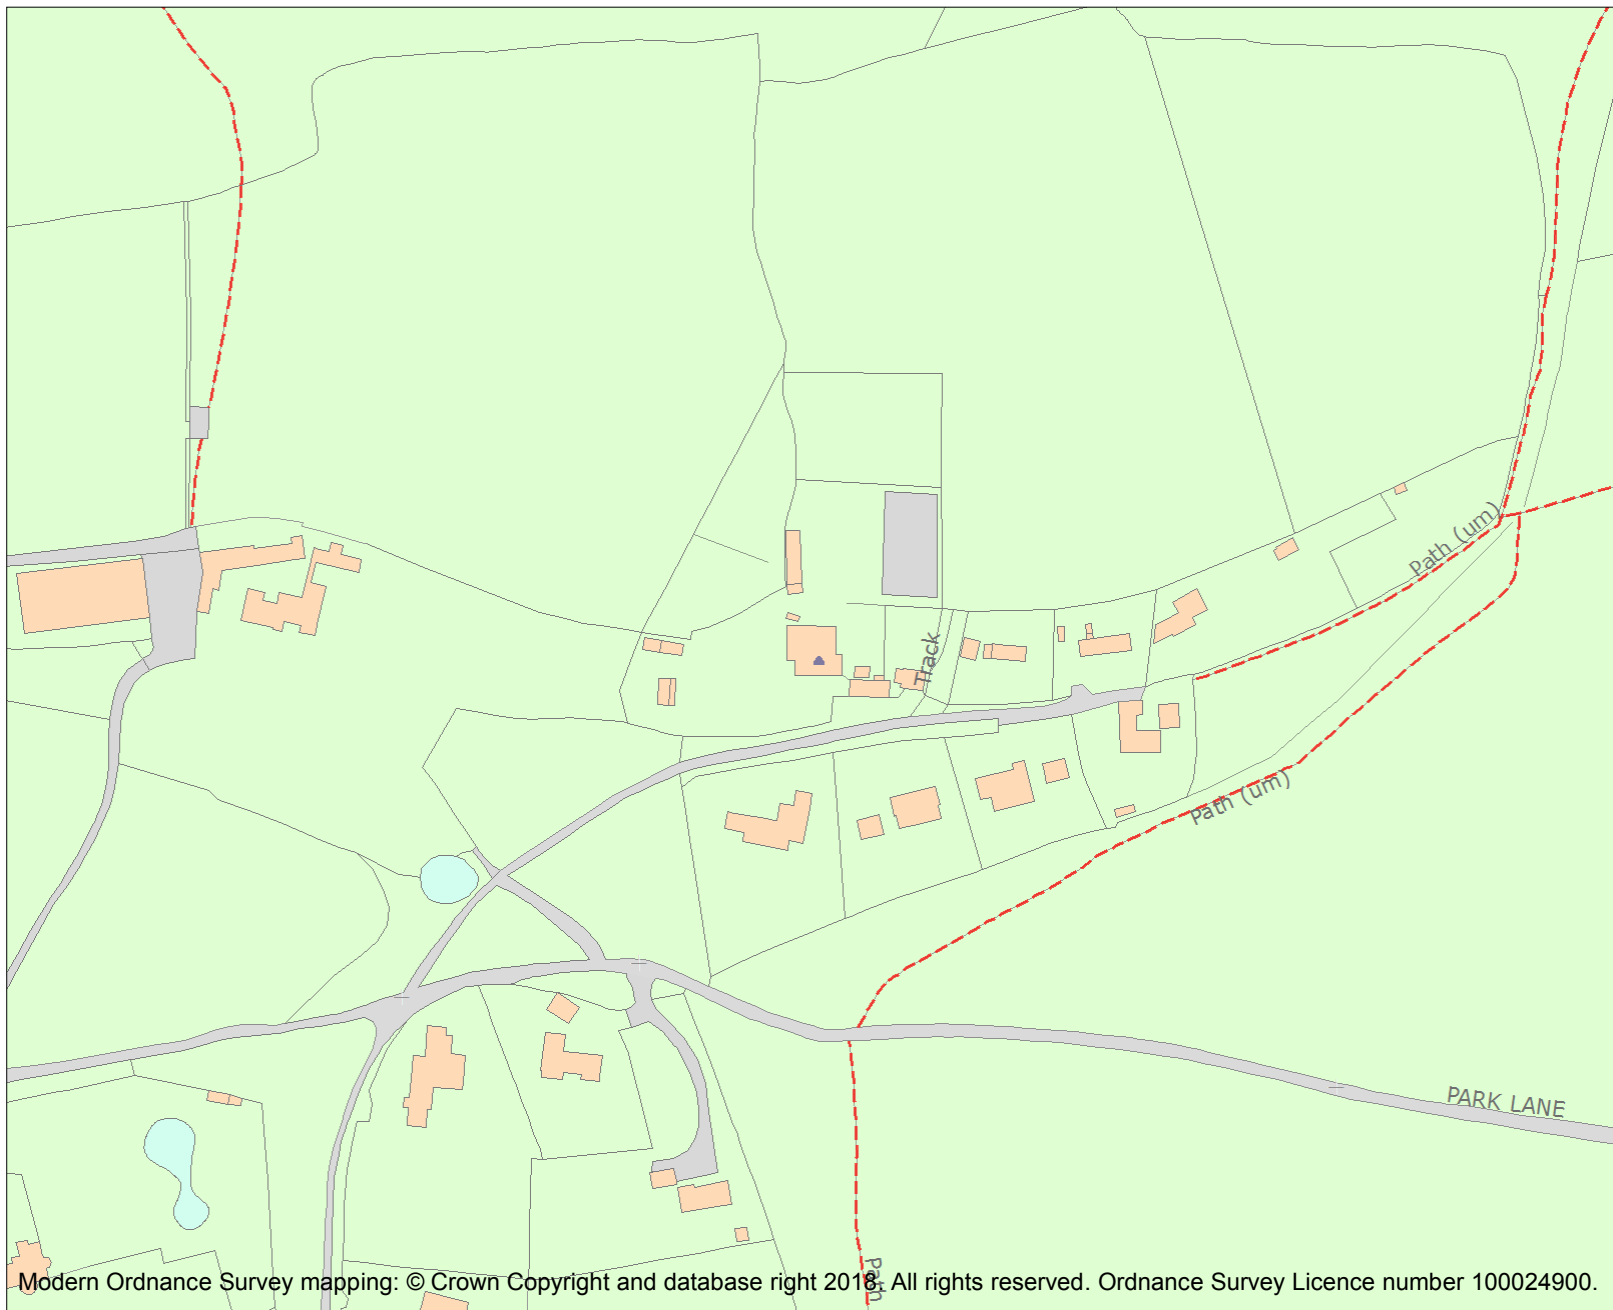 Path (um)
Track
Path (um)
PARK LANE
Path
Modern Ordnance Survey mapping: © Crown Copyright and database right 2018. All rights reserved. Ordnance Survey Licence number 100024900.